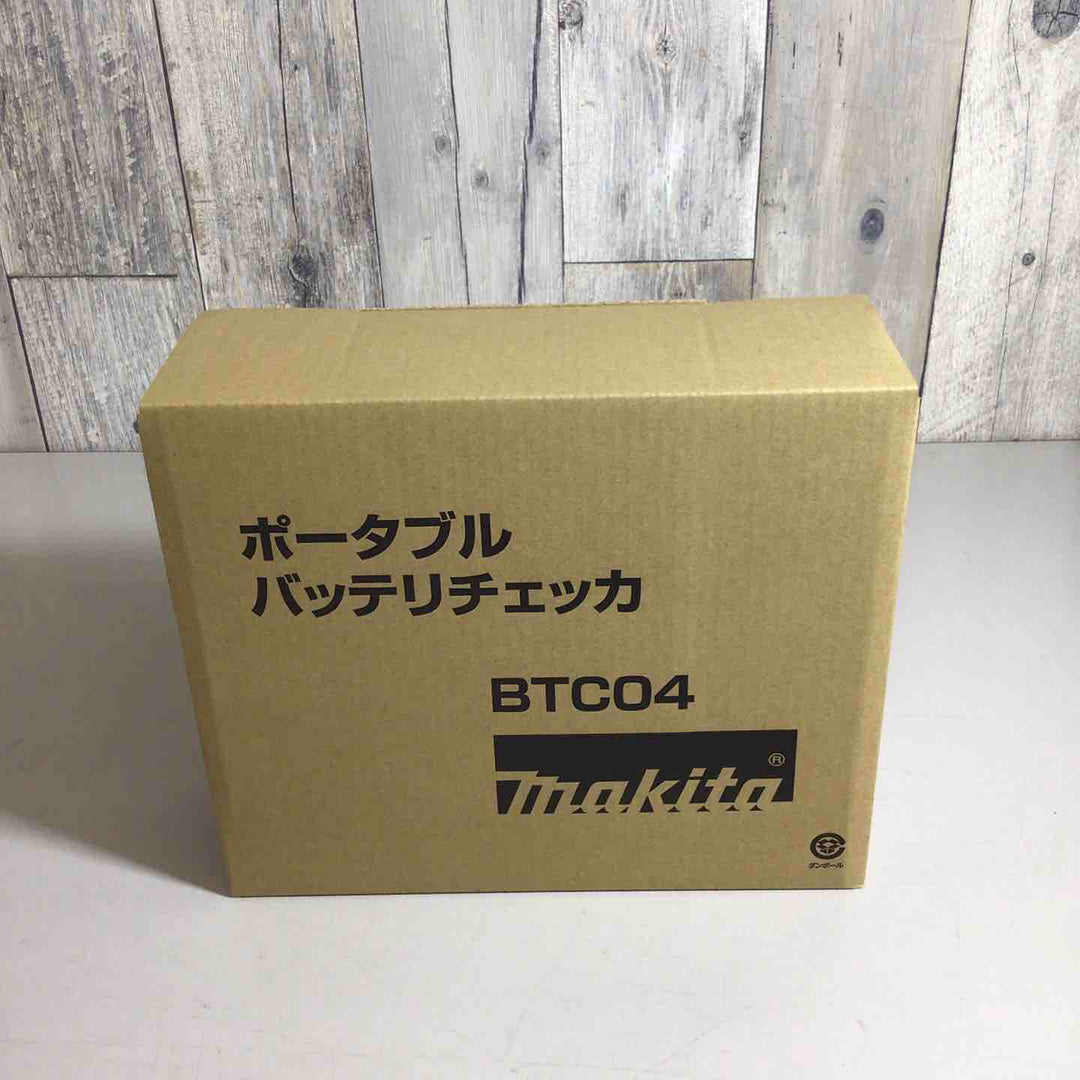 ポータブル
バッテリチェッカ
BTC04
makita®
ダンボール